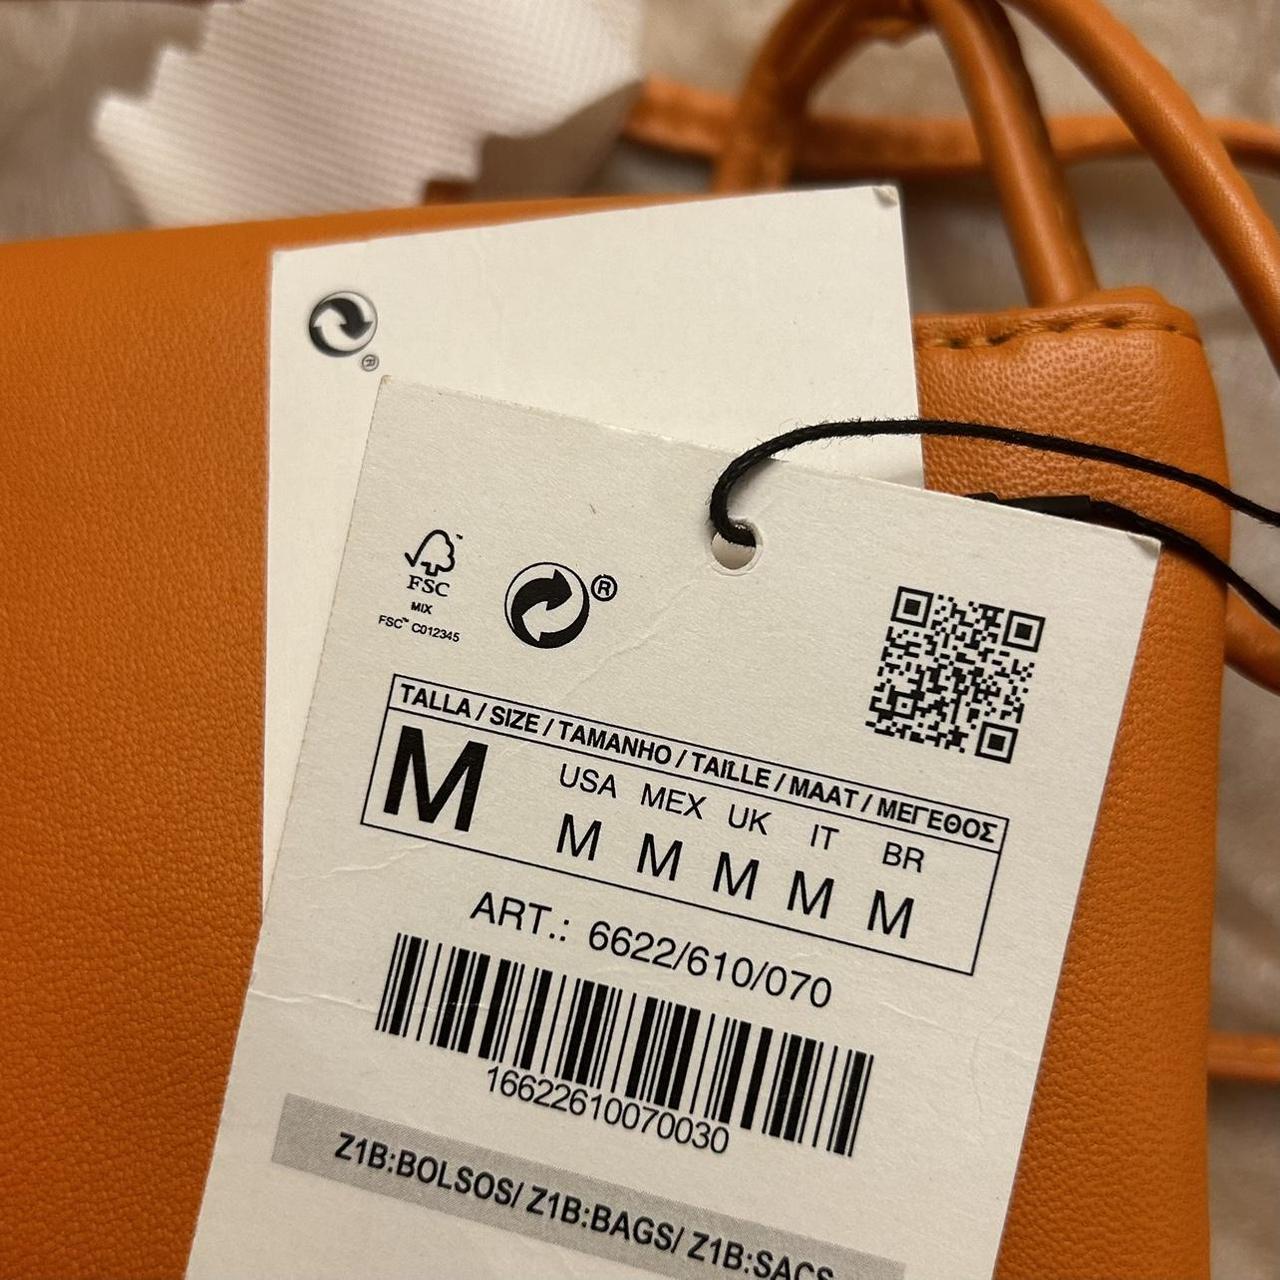 ®
FSC™
MIX
FSC™ C012345
®
TALLA / SIZE / TAMANHO / TAILLE / MAAT / ΜΕΓΕΘΟΣ
M
USA MEX UK IT BR
M M M M M
ART.: 6622/610/070
16622610070030
Z1B:BOLSOS/ Z1B:BAGS/ Z1B:SACS